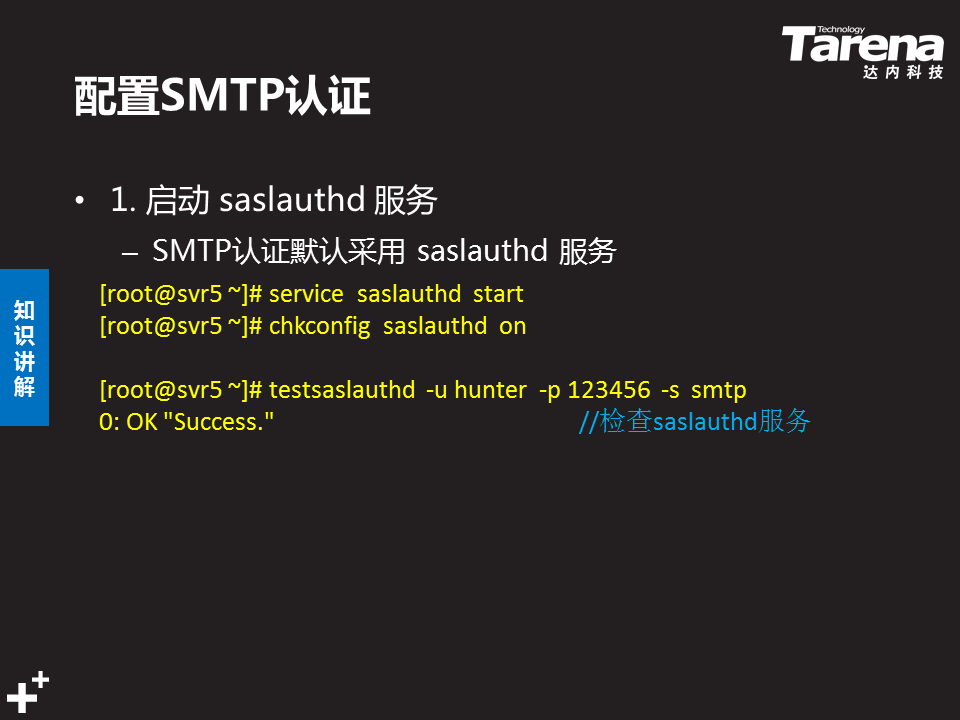 Technology
Tarena
达内科技
配置SMTP认证
• 1. 启动 saslauthd 服务
– SMTP认证默认采用 saslauthd 服务
[root@svr5 ~]# service saslauthd start
[root@svr5 ~]# chkconfig saslauthd on
[root@svr5 ~]# testsaslauthd -u hunter -p 123456 -s smtp
0: OK "Success." //检查saslauthd服务
知
识
讲
解